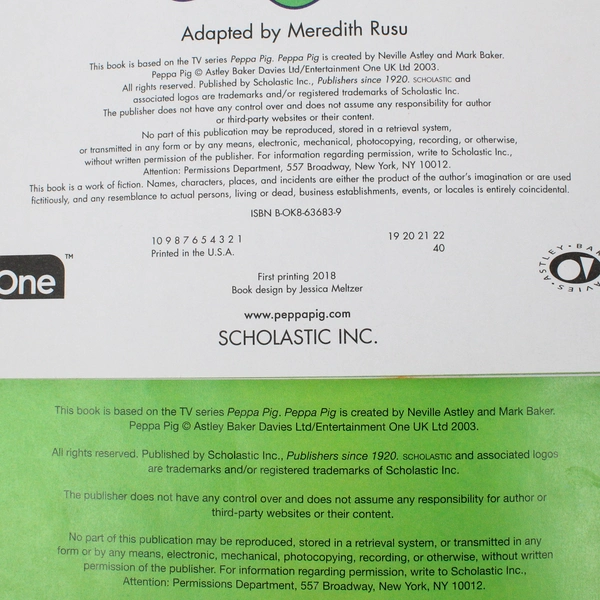 Adapted by Meredith Rusu
This book is based on the TV series Peppa Pig. Peppa Pig is created by Neville Astley and Mark Baker.
Peppa Pig © Astley Baker Davies Ltd/Entertainment One UK Ltd 2003.
All rights reserved. Published by Scholastic Inc., Publishers since 1920. SCHOLASTIC and
associated logos are trademarks and/or registered trademarks of Scholastic Inc.
The publisher does not have any control over and does not assume any responsibility for author
or third-party websites or their content.
No part of this publication may be reproduced, stored in a retrieval system,
or transmitted in any form or by any means, electronic, mechanical, photocopying, recording, or otherwise,
without written permission of the publisher. For information regarding permission, write to Scholastic Inc.,
Attention: Permissions Department, 557 Broadway, New York, NY 10012.
This book is a work of fiction. Names, characters, places, and incidents are either the product of the author's imagination or are used
fictitiously, and any resemblance to actual persons, living or dead, business establishments, events, or locales is entirely coincidental.
ISBN B-OK8-63683-9
10 9 8 7 6 5 4 3 2 1 19 20 21 22
Printed in the U.S.A. 40
One ™
ASTLEY • BAK
VIES
First printing 2018
Book design by Jessica Meltzer
www.peppapig.com
SCHOLASTIC INC.
This book is based on the TV series Peppa Pig. Peppa Pig is created by Neville Astley and Mark Baker.
Peppa Pig © Astley Baker Davies Ltd/Entertainment One UK Ltd 2003.
All rights reserved. Published by Scholastic Inc., Publishers since 1920. SCHOLASTIC and associated logos
are trademarks and/or registered trademarks of Scholastic Inc.
The publisher does not have any control over and does not assume any responsibility for author or
third-party websites or their content.
No part of this publication may be reproduced, stored in a retrieval system, or transmitted in any
form or by any means, electronic, mechanical, photocopying, recording, or otherwise, without written
permission of the publisher. For information regarding permission, write to Scholastic Inc.,
Attention: Permissions Department, 557 Broadway, New York, NY 10012.